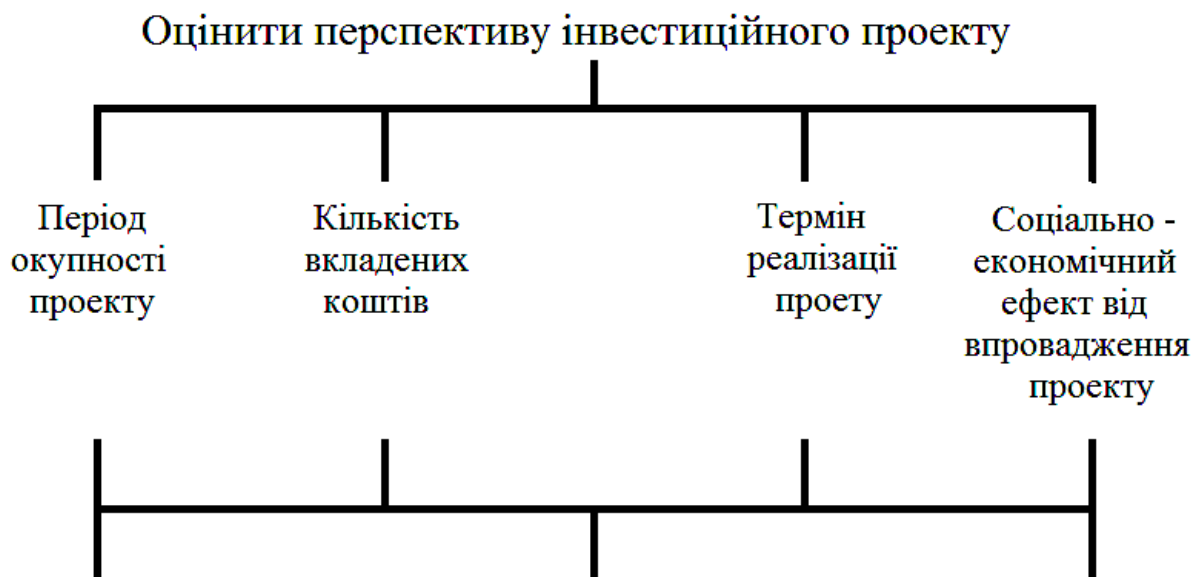 Оцінити перспективу інвестиційного проекту
Період
окупності
проекту
Кількість
вкладених
коштів
Термін
реалізації
проету
Соціально -
економічний
ефект від
впровадження
проекту